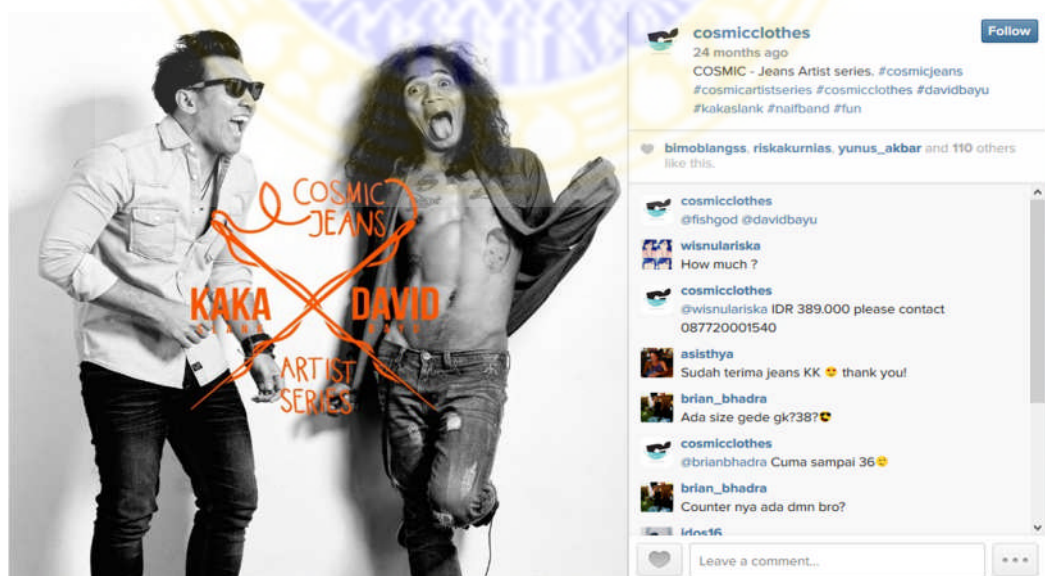 COSMIC
JEANS
KAKA X DAVID
SLANK BAYU
ARTIST
SERIES
cosmicclothes
Follow
24 months ago
COSMIC - Jeans Artist series. #cosmicjeans
#cosmicartistseries #cosmicclothes #davidbayu
#kakaslank #naifband #fun
bimoblangss, riskakurnias, yunus_akbar and 110 others
like this.
cosmicclothes
@fishgod @davidbayu
wisnulariska
How much ?
cosmicclothes
@wisnulariska IDR 389.000 please contact
087720001540
asisthya
Sudah terima jeans KK 🙂 thank you!
brian_bhadra
Ada size gede gk?38?😎
cosmicclothes
@brianbhadra Cuma sampai 36🙂
brian_bhadra
Counter nya ada dmn bro?
idos16
Leave a comment...